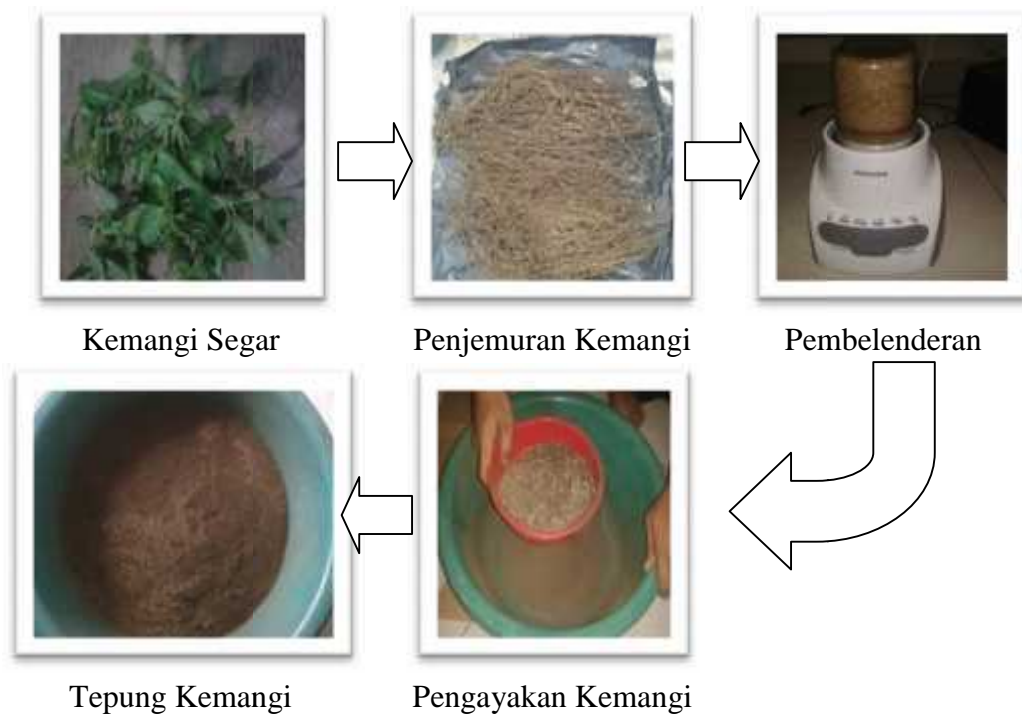 Kemangi Segar
Penjemuran Kemangi
Pembelenderan
Tepung Kemangi
Pengayakan Kemangi